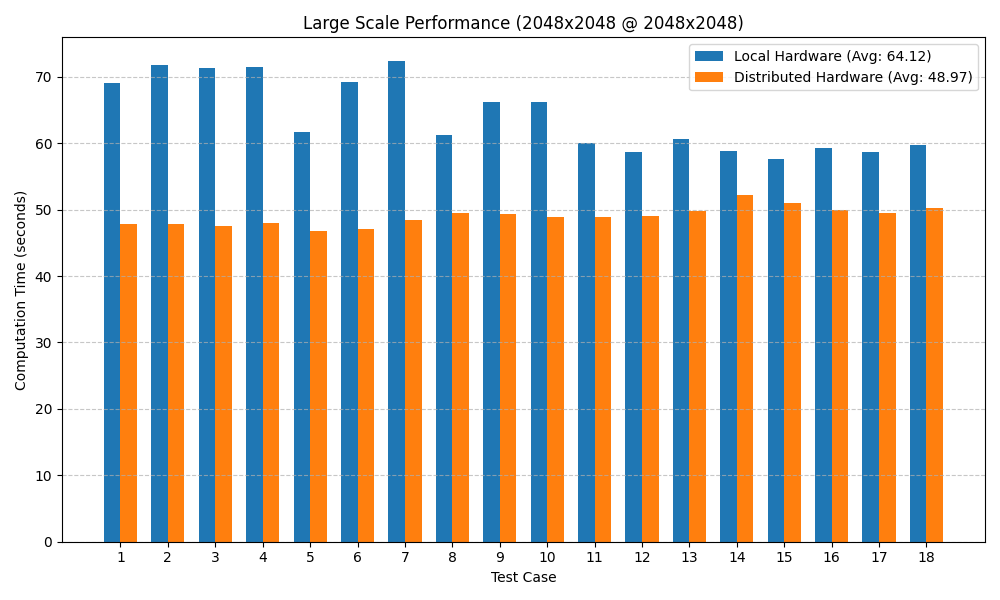 Large Scale Performance (2048x2048 @ 2048x2048)
Local Hardware (Avg: 64.12)
Distributed Hardware (Avg: 48.97)
Computation Time (seconds)
70
60
50
40
30
20
10
0
1 2 3 4 5 6 7 8 9 10 11 12 13 14 15 16 17 18
Test Case